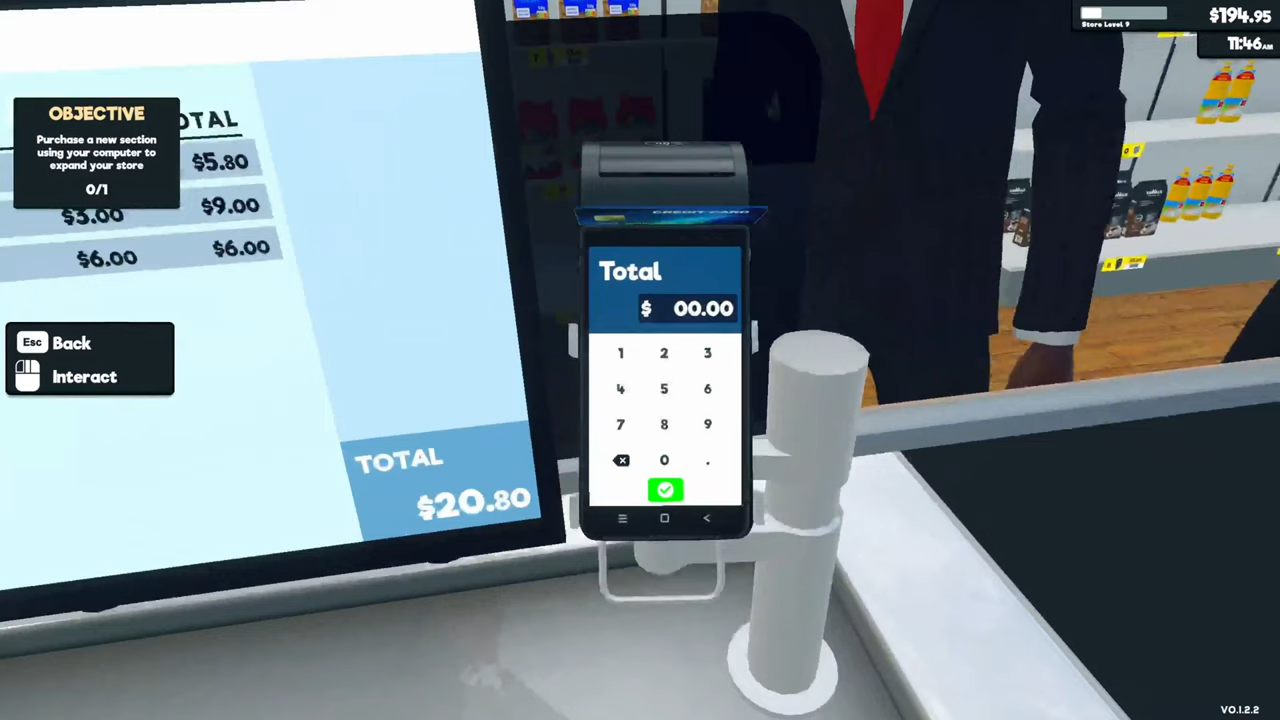 $194.95
Store Level 9
11:46AM
OBJECTIVE
Purchase a new section
using your computer to
expand your store
0/1
OTAL
$5.80
$3.00 $9.00
$6.00 $6.00
Esc Back
Interact
TOTAL
$20.80
CREDIT CARD
Total
$ 00.00
1 2 3
4 5 6
7 8 9
0 .
V0.1.2.2